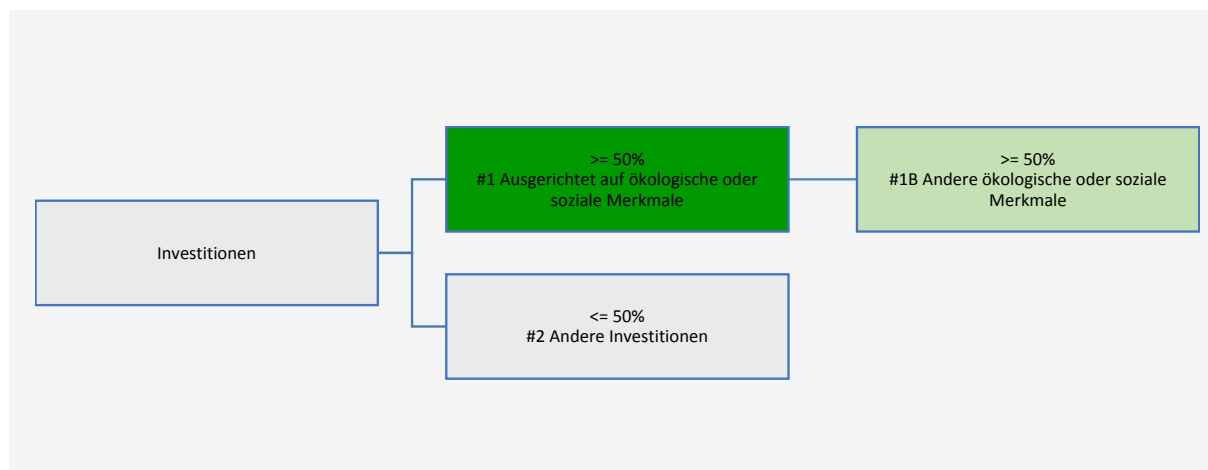 >= 50%
#1 Ausgerichtet auf ökologische oder
soziale Merkmale
>= 50%
#1B Andere ökologische oder soziale
Merkmale
Investitionen
<= 50%
#2 Andere Investitionen